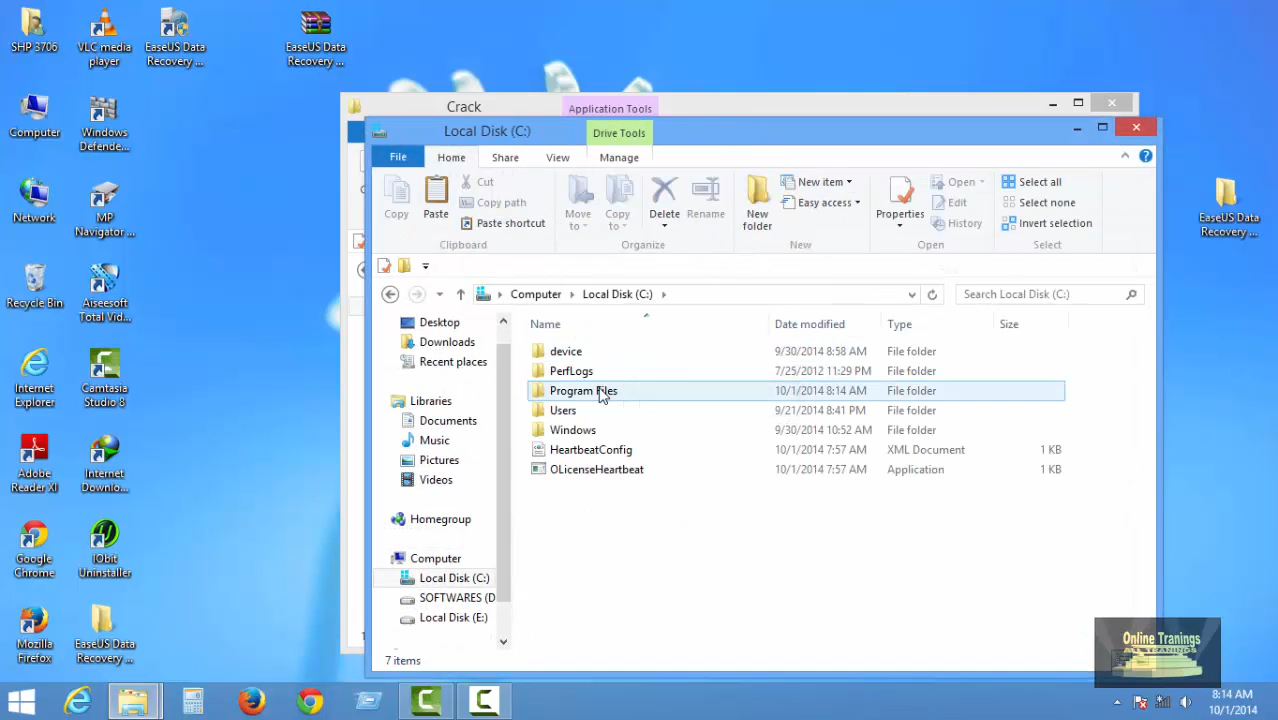 SHP 3706
VLC media player
EaseUS Data Recovery ...
EaseUS Data Recovery ...
Computer
Windows Defende...
Network
MP Navigator ...
Recycle Bin
Aiseesoft Total Vid...
Internet Explorer
Camtasia Studio 8
Adobe Reader XI
Internet Downlo...
Google Chrome
IObit Uninstaller
Mozilla Firefox
EaseUS Data Recovery ...
EaseUS Data Recovery ...
Crack
Application Tools
Local Disk (C:)
Drive Tools
File
Home
Share
View
Manage
Copy
Paste
Cut
Copy path
Paste shortcut
Clipboard
Move to
Copy to
Delete
Rename
Organize
New folder
New item
Easy access
New
Properties
Open
Edit
History
Open
Select all
Select none
Invert selection
Select
Computer
Local Disk (C:)
Search Local Disk (C:)
Desktop
Downloads
Recent places
Libraries
Documents
Music
Pictures
Videos
Homegroup
Computer
Local Disk (C:)
SOFTWARES (D
Local Disk (E:)
Name Date modified Type Size
device 9/30/2014 8:58 AM File folder
PerfLogs 7/25/2012 11:29 PM File folder
Program Files 10/1/2014 8:14 AM File folder
Users 9/21/2014 8:41 PM File folder
Windows 9/30/2014 10:52 AM File folder
HeartbeatConfig 10/1/2014 7:57 AM XML Document 1 KB
OLicenseHeartbeat 10/1/2014 7:57 AM Application 1 KB
7 items
Online Tranings
ALL TRANINGS
8:14 AM
10/1/2014